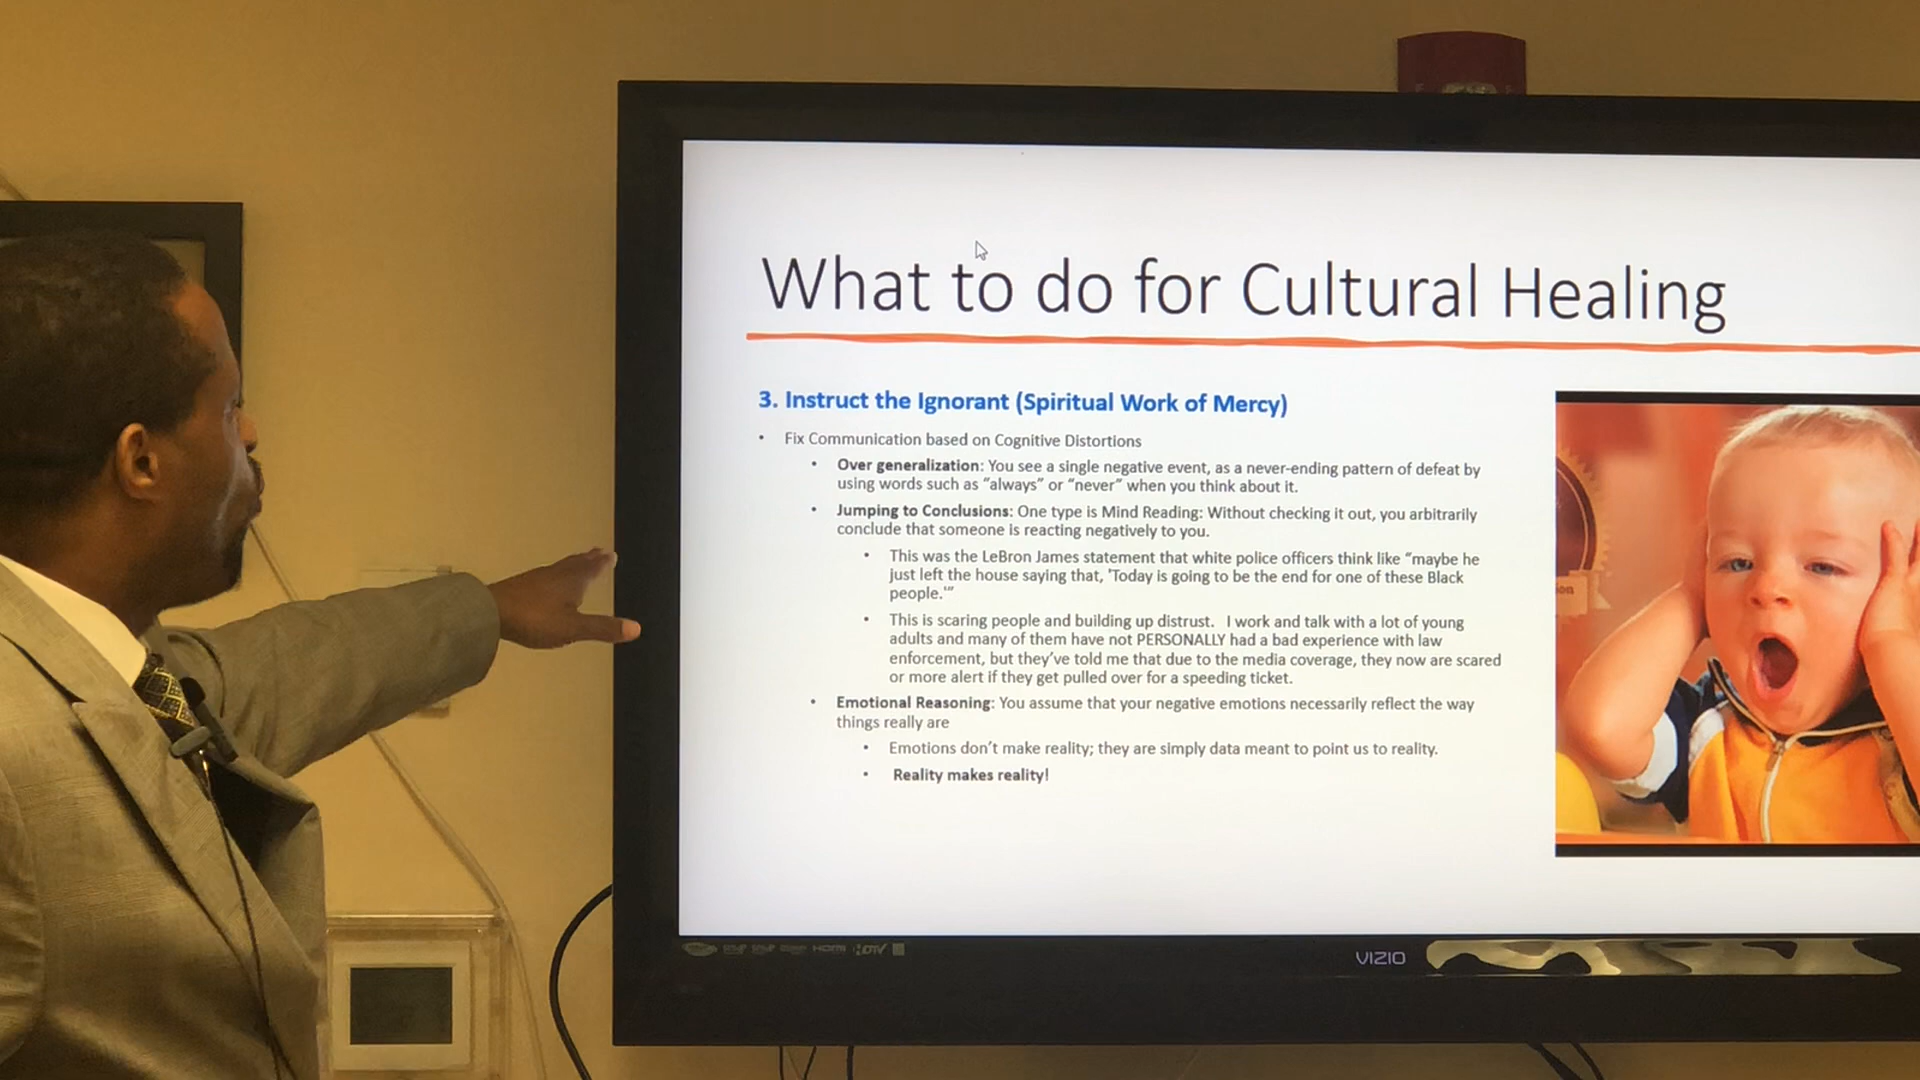 What to do for Cultural Healing
3. Instruct the Ignorant (Spiritual Work of Mercy)
• Fix Communication based on Cognitive Distortions
• Over generalization: You see a single negative event, as a never-ending pattern of defeat by
using words such as “always” or “never” when you think about it.
• Jumping to Conclusions: One type is Mind Reading: Without checking it out, you arbitrarily
conclude that someone is reacting negatively to you.
• This was the LeBron James statement that white police officers think like “maybe he
just left the house saying that, 'Today is going to be the end for one of these Black
people.'”
• This is scaring people and building up distrust. I work and talk with a lot of young
adults and many of them have not PERSONALLY had a bad experience with law
enforcement, but they’ve told me that due to the media coverage, they now are scared
or more alert if they get pulled over for a speeding ticket.
• Emotional Reasoning: You assume that your negative emotions necessarily reflect the way
things really are
• Emotions don’t make reality; they are simply data meant to point us to reality.
• Reality makes reality!
HDMI HDTV
VIZIO